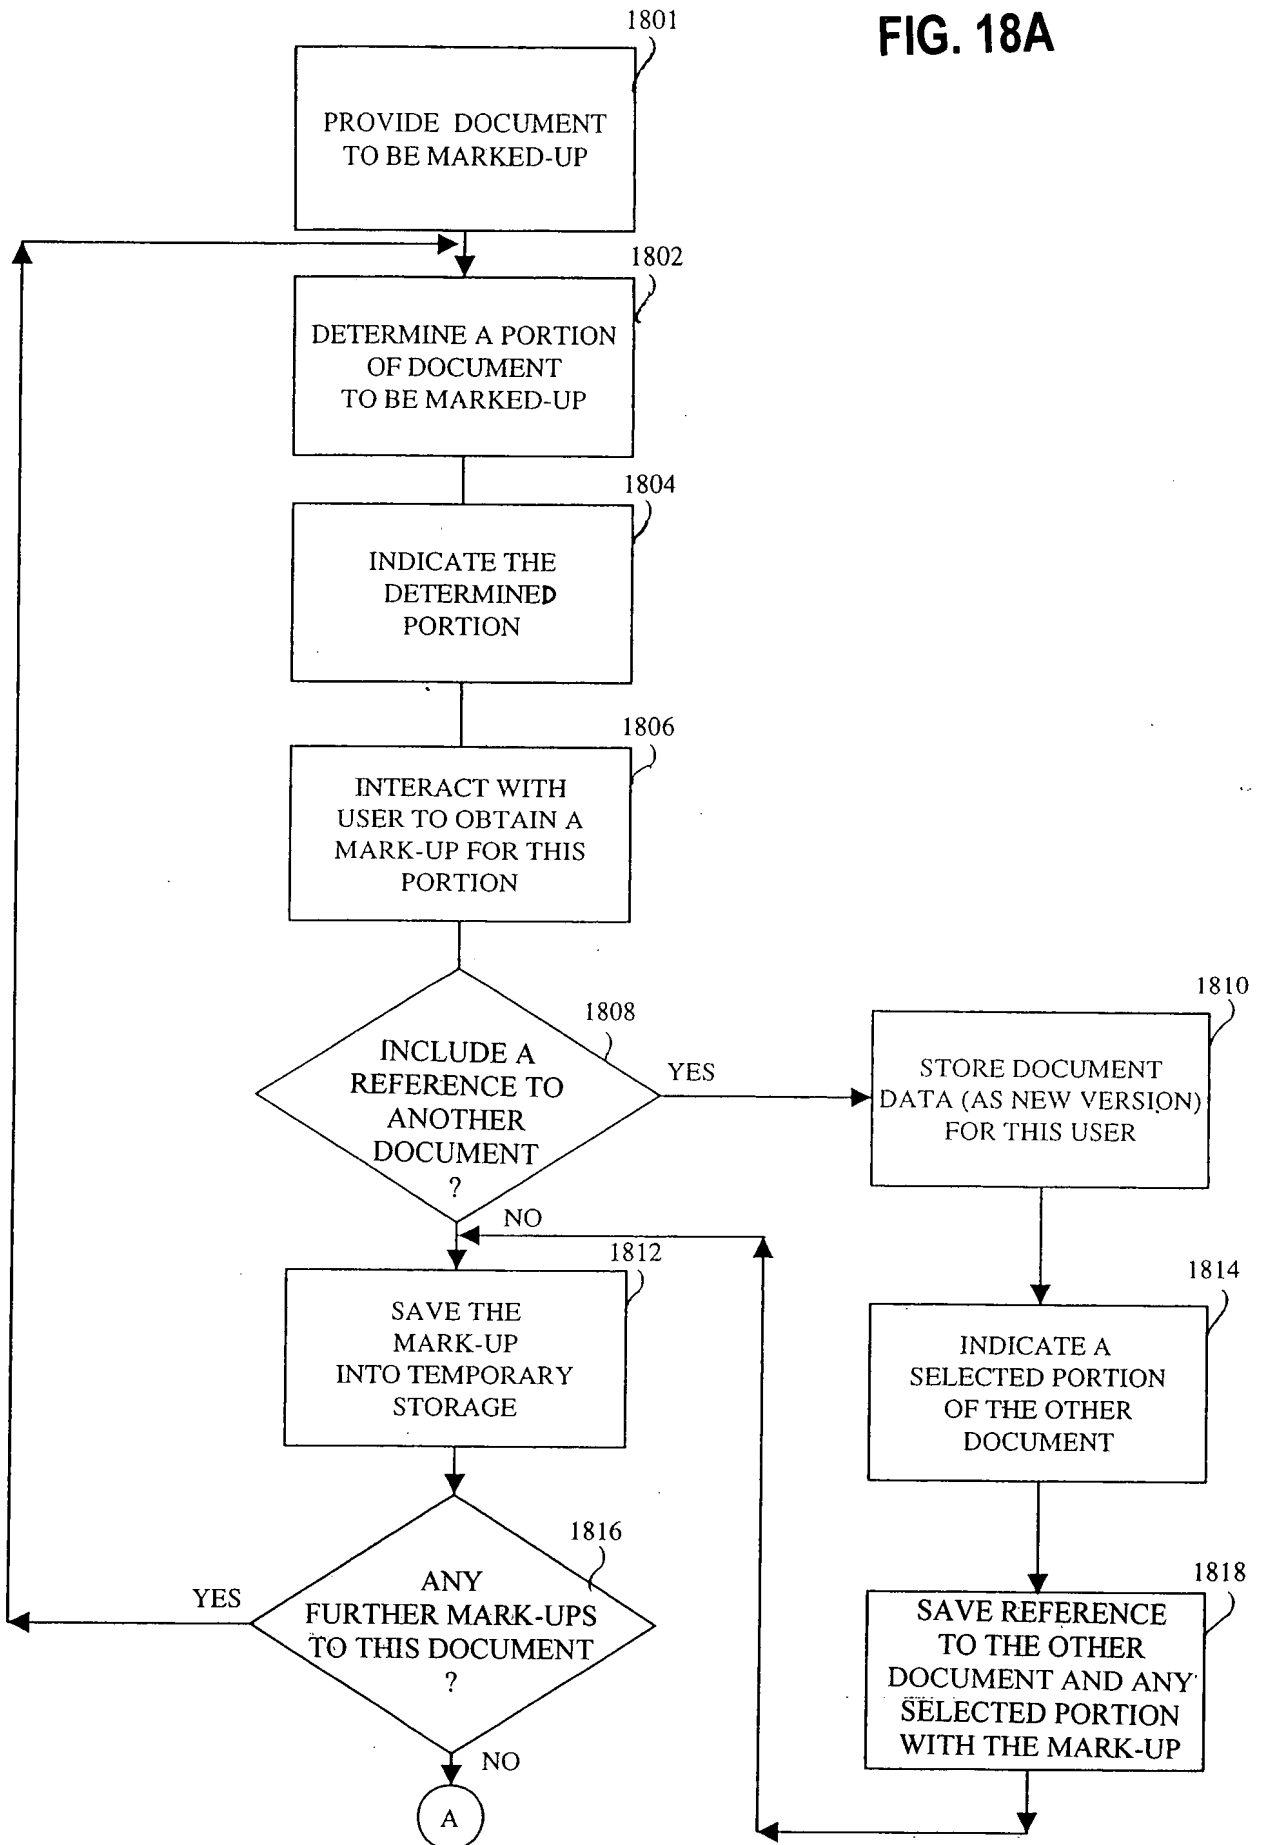 FIG. 18A
1801
PROVIDE DOCUMENT
TO BE MARKED-UP
1802
DETERMINE A PORTION
OF DOCUMENT
TO BE MARKED-UP
1804
INDICATE THE
DETERMINED
PORTION
1806
INTERACT WITH
USER TO OBTAIN A
MARK-UP FOR THIS
PORTION
1808
INCLUDE A
REFERENCE TO
ANOTHER
DOCUMENT
?
YES
NO
1810
STORE DOCUMENT
DATA (AS NEW VERSION)
FOR THIS USER
1812
SAVE THE
MARK-UP
INTO TEMPORARY
STORAGE
1814
INDICATE A
SELECTED PORTION
OF THE OTHER
DOCUMENT
1816
ANY
FURTHER MARK-UPS
TO THIS DOCUMENT
?
YES
NO
1818
SAVE REFERENCE
TO THE OTHER
DOCUMENT AND ANY
SELECTED PORTION
WITH THE MARK-UP
A